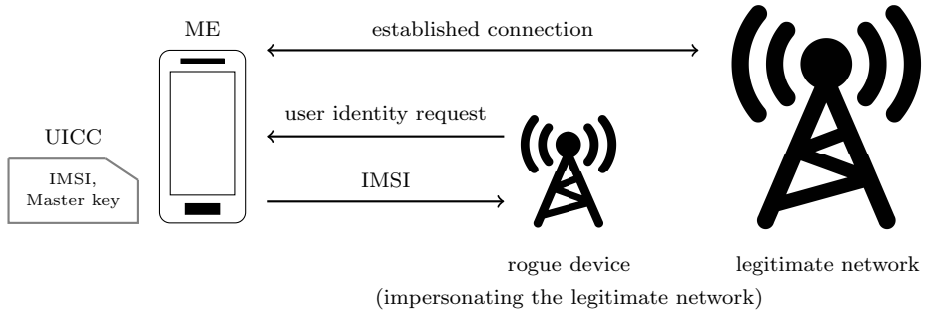 ME
established connection
user identity request
UICC
IMSI,
Master key
IMSI
rogue device
legitimate network
(impersonating the legitimate network)